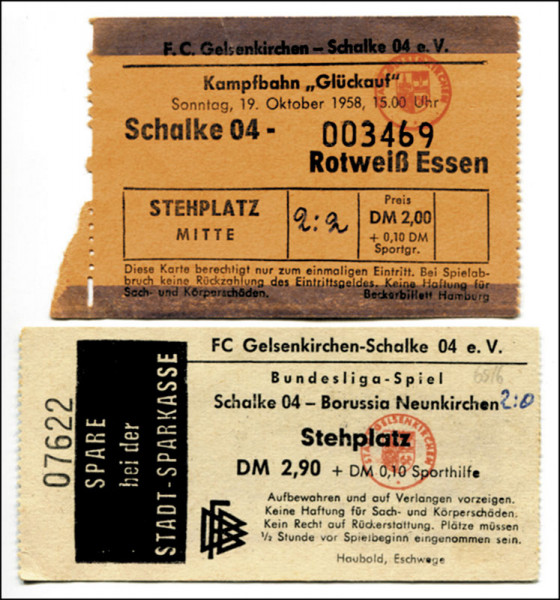 F.C. Gelsenkirchen – Schalke 04 e. V.
Kampfbahn „Glückauf“
Sonntag, 19. Oktober 1958, 15.00 Uhr
Schalke 04 - 003469
Rotweiß Essen
STEHPLATZ
MITTE
2:2
Preis
DM 2,00
+ 0,10 DM
Sportgr.
Diese Karte berechtigt nur zum einmaligen Eintritt. Bei Spielab-
bruch keine Rückzahlung des Eintrittsgeldes. Keine Haftung für
Sach- und Körperschäden. Beckerbillett Hamburg
07622
SPARE
bei der
STADT-SPARKASSE
FC Gelsenkirchen-Schalke 04 e. V.
Bundesliga-Spiel
Schalke 04 – Borussia Neunkirchen 2:0
Stehplatz
DM 2,90 + DM 0,10 Sporthilfe
DFB
Aufbewahren und auf Verlangen vorzeigen.
Keine Haftung für Sach- und Körperschäden.
Kein Recht auf Rückerstattung. Plätze müssen
½ Stunde vor Spielbeginn eingenommen sein.
Haubold, Eschwege